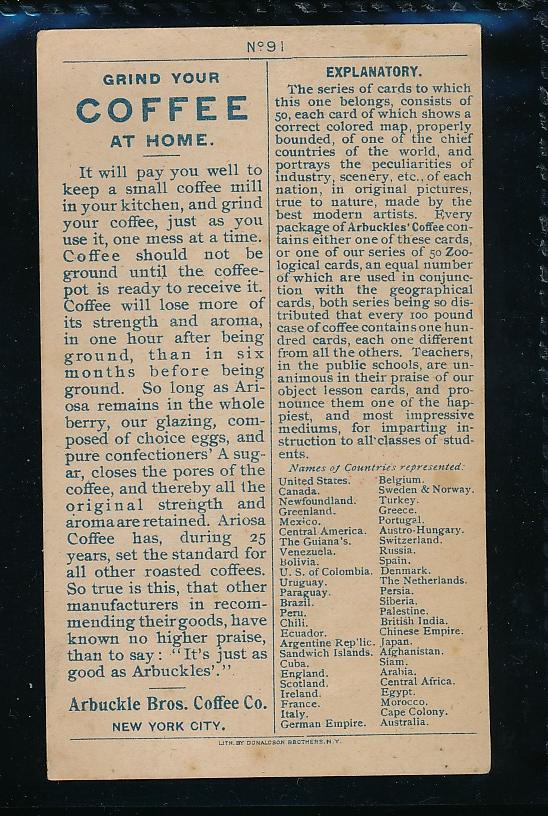 No 91
GRIND YOUR
COFFEE
AT HOME.
It will pay you well to
keep a small coffee mill
in your kitchen, and grind
your coffee, just as you
use it, one mess at a time.
Coffee should not be
ground until the coffee-
pot is ready to receive it.
Coffee will lose more of
its strength and aroma,
in one hour after being
ground, than in six
months before being
ground. So long as Ari-
osa remains in the whole
berry, our glazing, com-
posed of choice eggs, and
pure confectioners' A sug-
ar, closes the pores of the
coffee, and thereby all the
original strength and
aroma are retained. Ariosa
Coffee has, during 25
years, set the standard for
all other roasted coffees.
So true is this, that other
manufacturers in recom-
mending their goods, have
known no higher praise,
than to say: "It's just as
good as Arbuckles'."
Arbuckle Bros. Coffee Co.
NEW YORK CITY.
EXPLANATORY.
The series of cards to which
this one belongs, consists of
50, each card of which shows a
correct colored map, properly
bounded, of one of the chief
countries of the world, and
portrays the peculiarities of
industry, scenery, etc., of each
nation, in original pictures,
true to nature, made by the
best modern artists. Every
package of Arbuckles' Coffee con-
tains either one of these cards,
or one of our series of 50 Zoo-
logical cards, an equal number
of which are used in conjunc-
tion with the geographical
cards, both series being so dis-
tributed that every 100 pound
case of coffee contains one hun-
dred cards, each one different
from all the others. Teachers,
in the public schools, are un-
animous in their praise of our
object lesson cards, and pro-
nounce them one of the hap-
piest, and most impressive
mediums, for imparting in-
struction to all classes of stud-
ents.
Names of Countries represented:
United States.
Canada.
Newfoundland.
Greenland.
Mexico.
Central America.
The Guiana's.
Venezuela.
Bolivia.
U. S. of Colombia.
Uruguay.
Paraguay.
Brazil.
Peru.
Chili.
Ecuador.
Argentine Rep'lic.
Sandwich Islands.
Cuba.
England.
Scotland.
Ireland.
France.
Italy.
German Empire.
Belgium.
Sweden & Norway.
Turkey.
Greece.
Portugal.
Austro-Hungary.
Switzerland.
Russia.
Spain.
Denmark.
The Netherlands.
Persia.
Siberia.
Palestine.
British India.
Chinese Empire.
Japan.
Afghanistan.
Siam.
Arabia.
Central Africa.
Egypt.
Morocco.
Cape Colony.
Australia.
LITH. BY DONALDSON BROTHERS, N.Y.